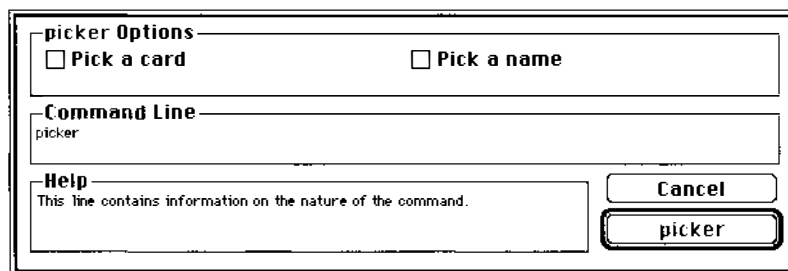 picker Options
Pick a card Pick a name
Command Line
picker
Help
This line contains information on the nature of the command.
Cancel
picker